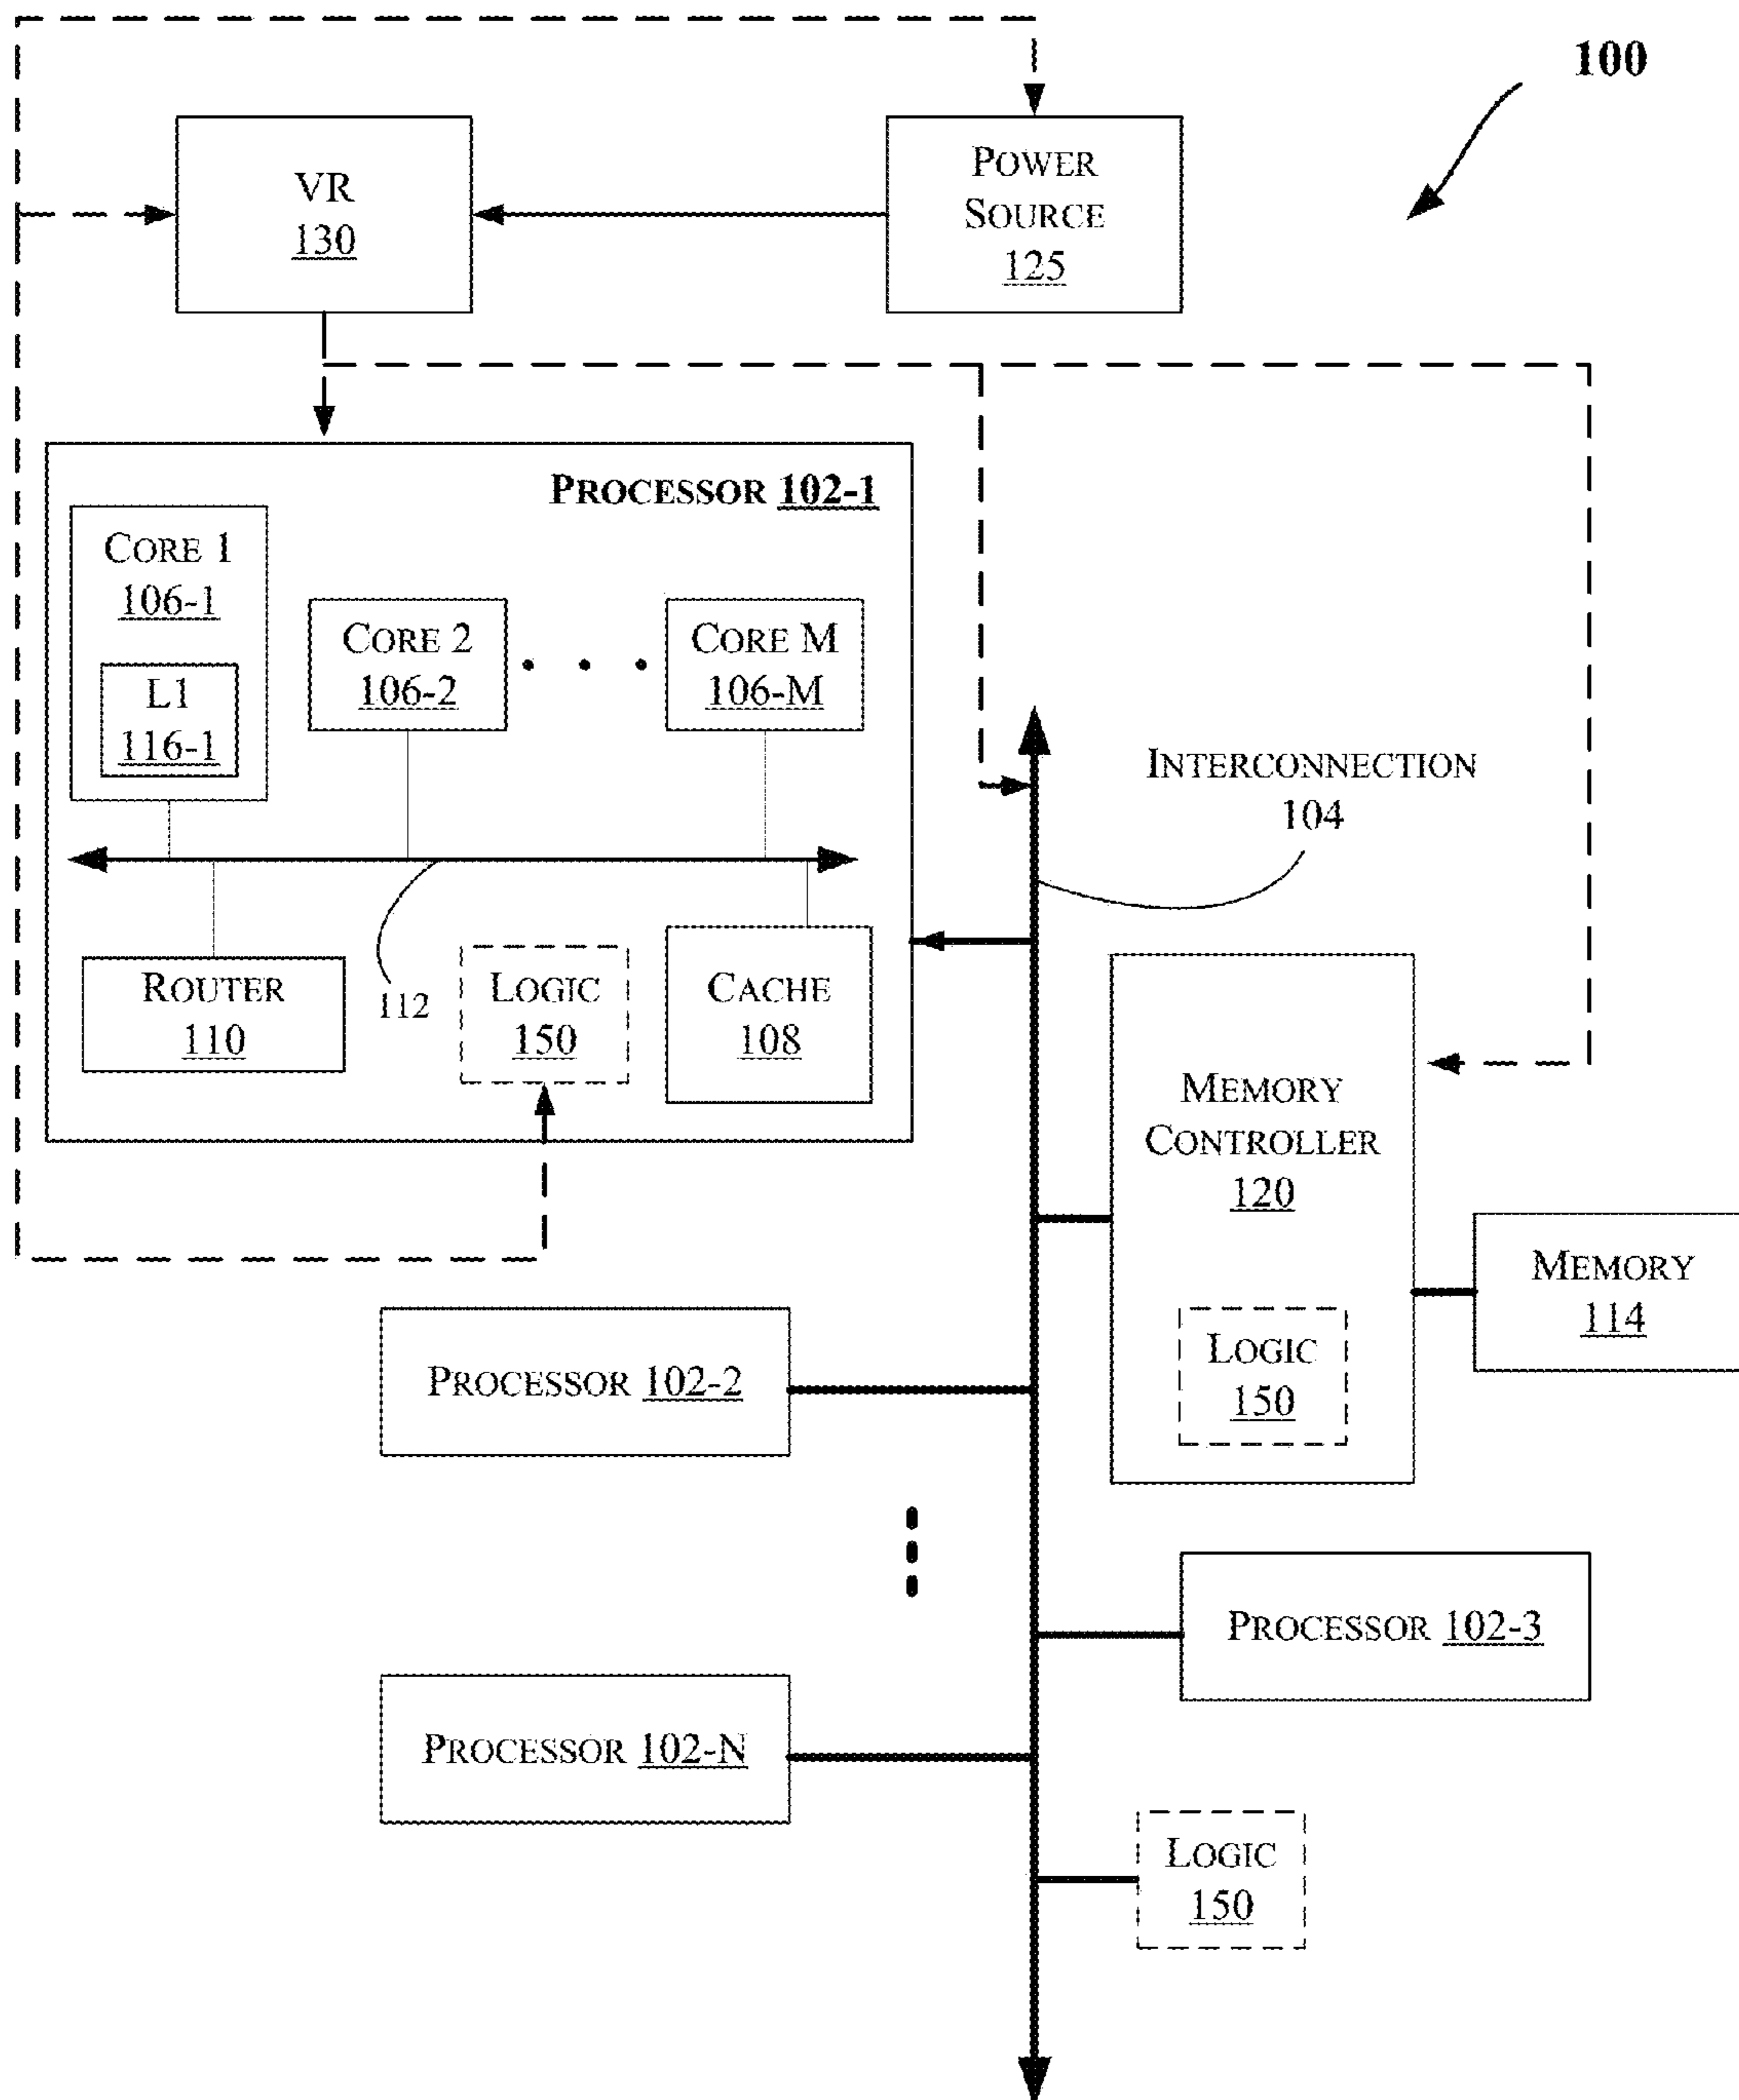 100
VR
130
POWER
SOURCE
125
PROCESSOR 102-1
CORE 1
106-1
L1
116-1
CORE 2
106-2
CORE M
106-M
INTERCONNECTION
104
ROUTER
110
112
LOGIC
150
CACHE
108
MEMORY
CONTROLLER
120
LOGIC
150
MEMORY
114
PROCESSOR 102-2
PROCESSOR 102-3
PROCESSOR 102-N
LOGIC
150